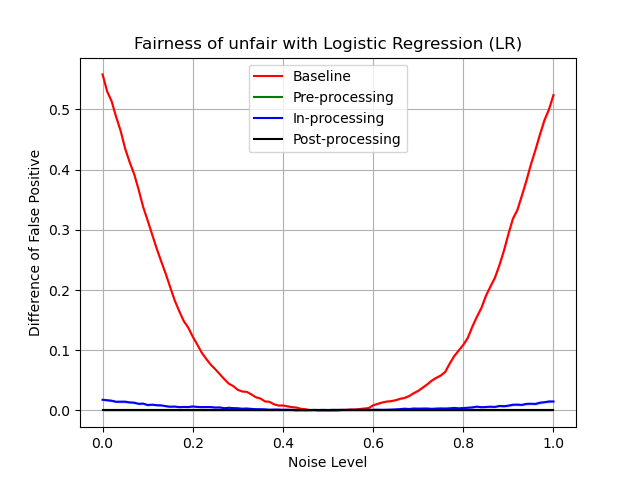 Fairness of unfair with Logistic Regression (LR)
Baseline
Pre-processing
In-processing
Post-processing
Difference of False Positive
0.5
0.4
0.3
0.2
0.1
0.0
0.0 0.2 0.4 0.6 0.8 1.0
Noise Level